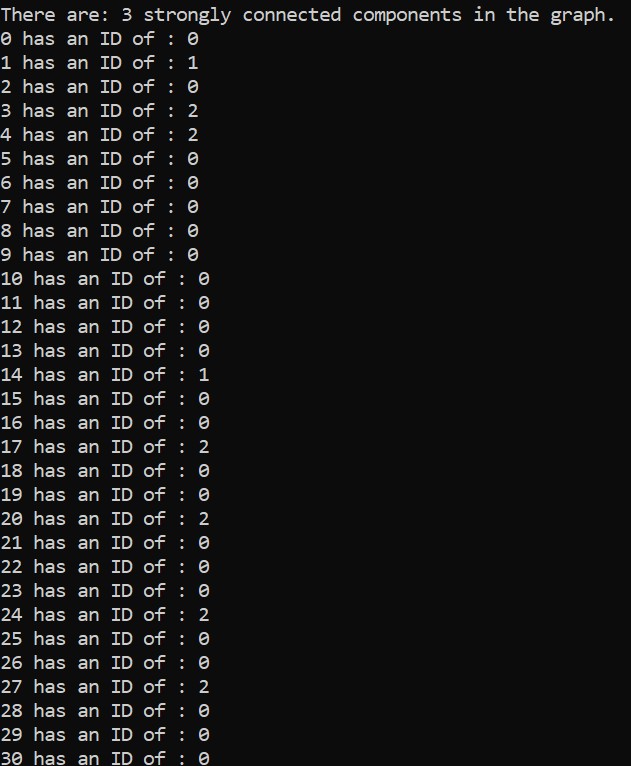 There are: 3 strongly connected components in the graph.
0 has an ID of : 0
1 has an ID of : 1
2 has an ID of : 0
3 has an ID of : 2
4 has an ID of : 2
5 has an ID of : 0
6 has an ID of : 0
7 has an ID of : 0
8 has an ID of : 0
9 has an ID of : 0
10 has an ID of : 0
11 has an ID of : 0
12 has an ID of : 0
13 has an ID of : 0
14 has an ID of : 1
15 has an ID of : 0
16 has an ID of : 0
17 has an ID of : 2
18 has an ID of : 0
19 has an ID of : 0
20 has an ID of : 2
21 has an ID of : 0
22 has an ID of : 0
23 has an ID of : 0
24 has an ID of : 2
25 has an ID of : 0
26 has an ID of : 0
27 has an ID of : 2
28 has an ID of : 0
29 has an ID of : 0
30 has an ID of : 0